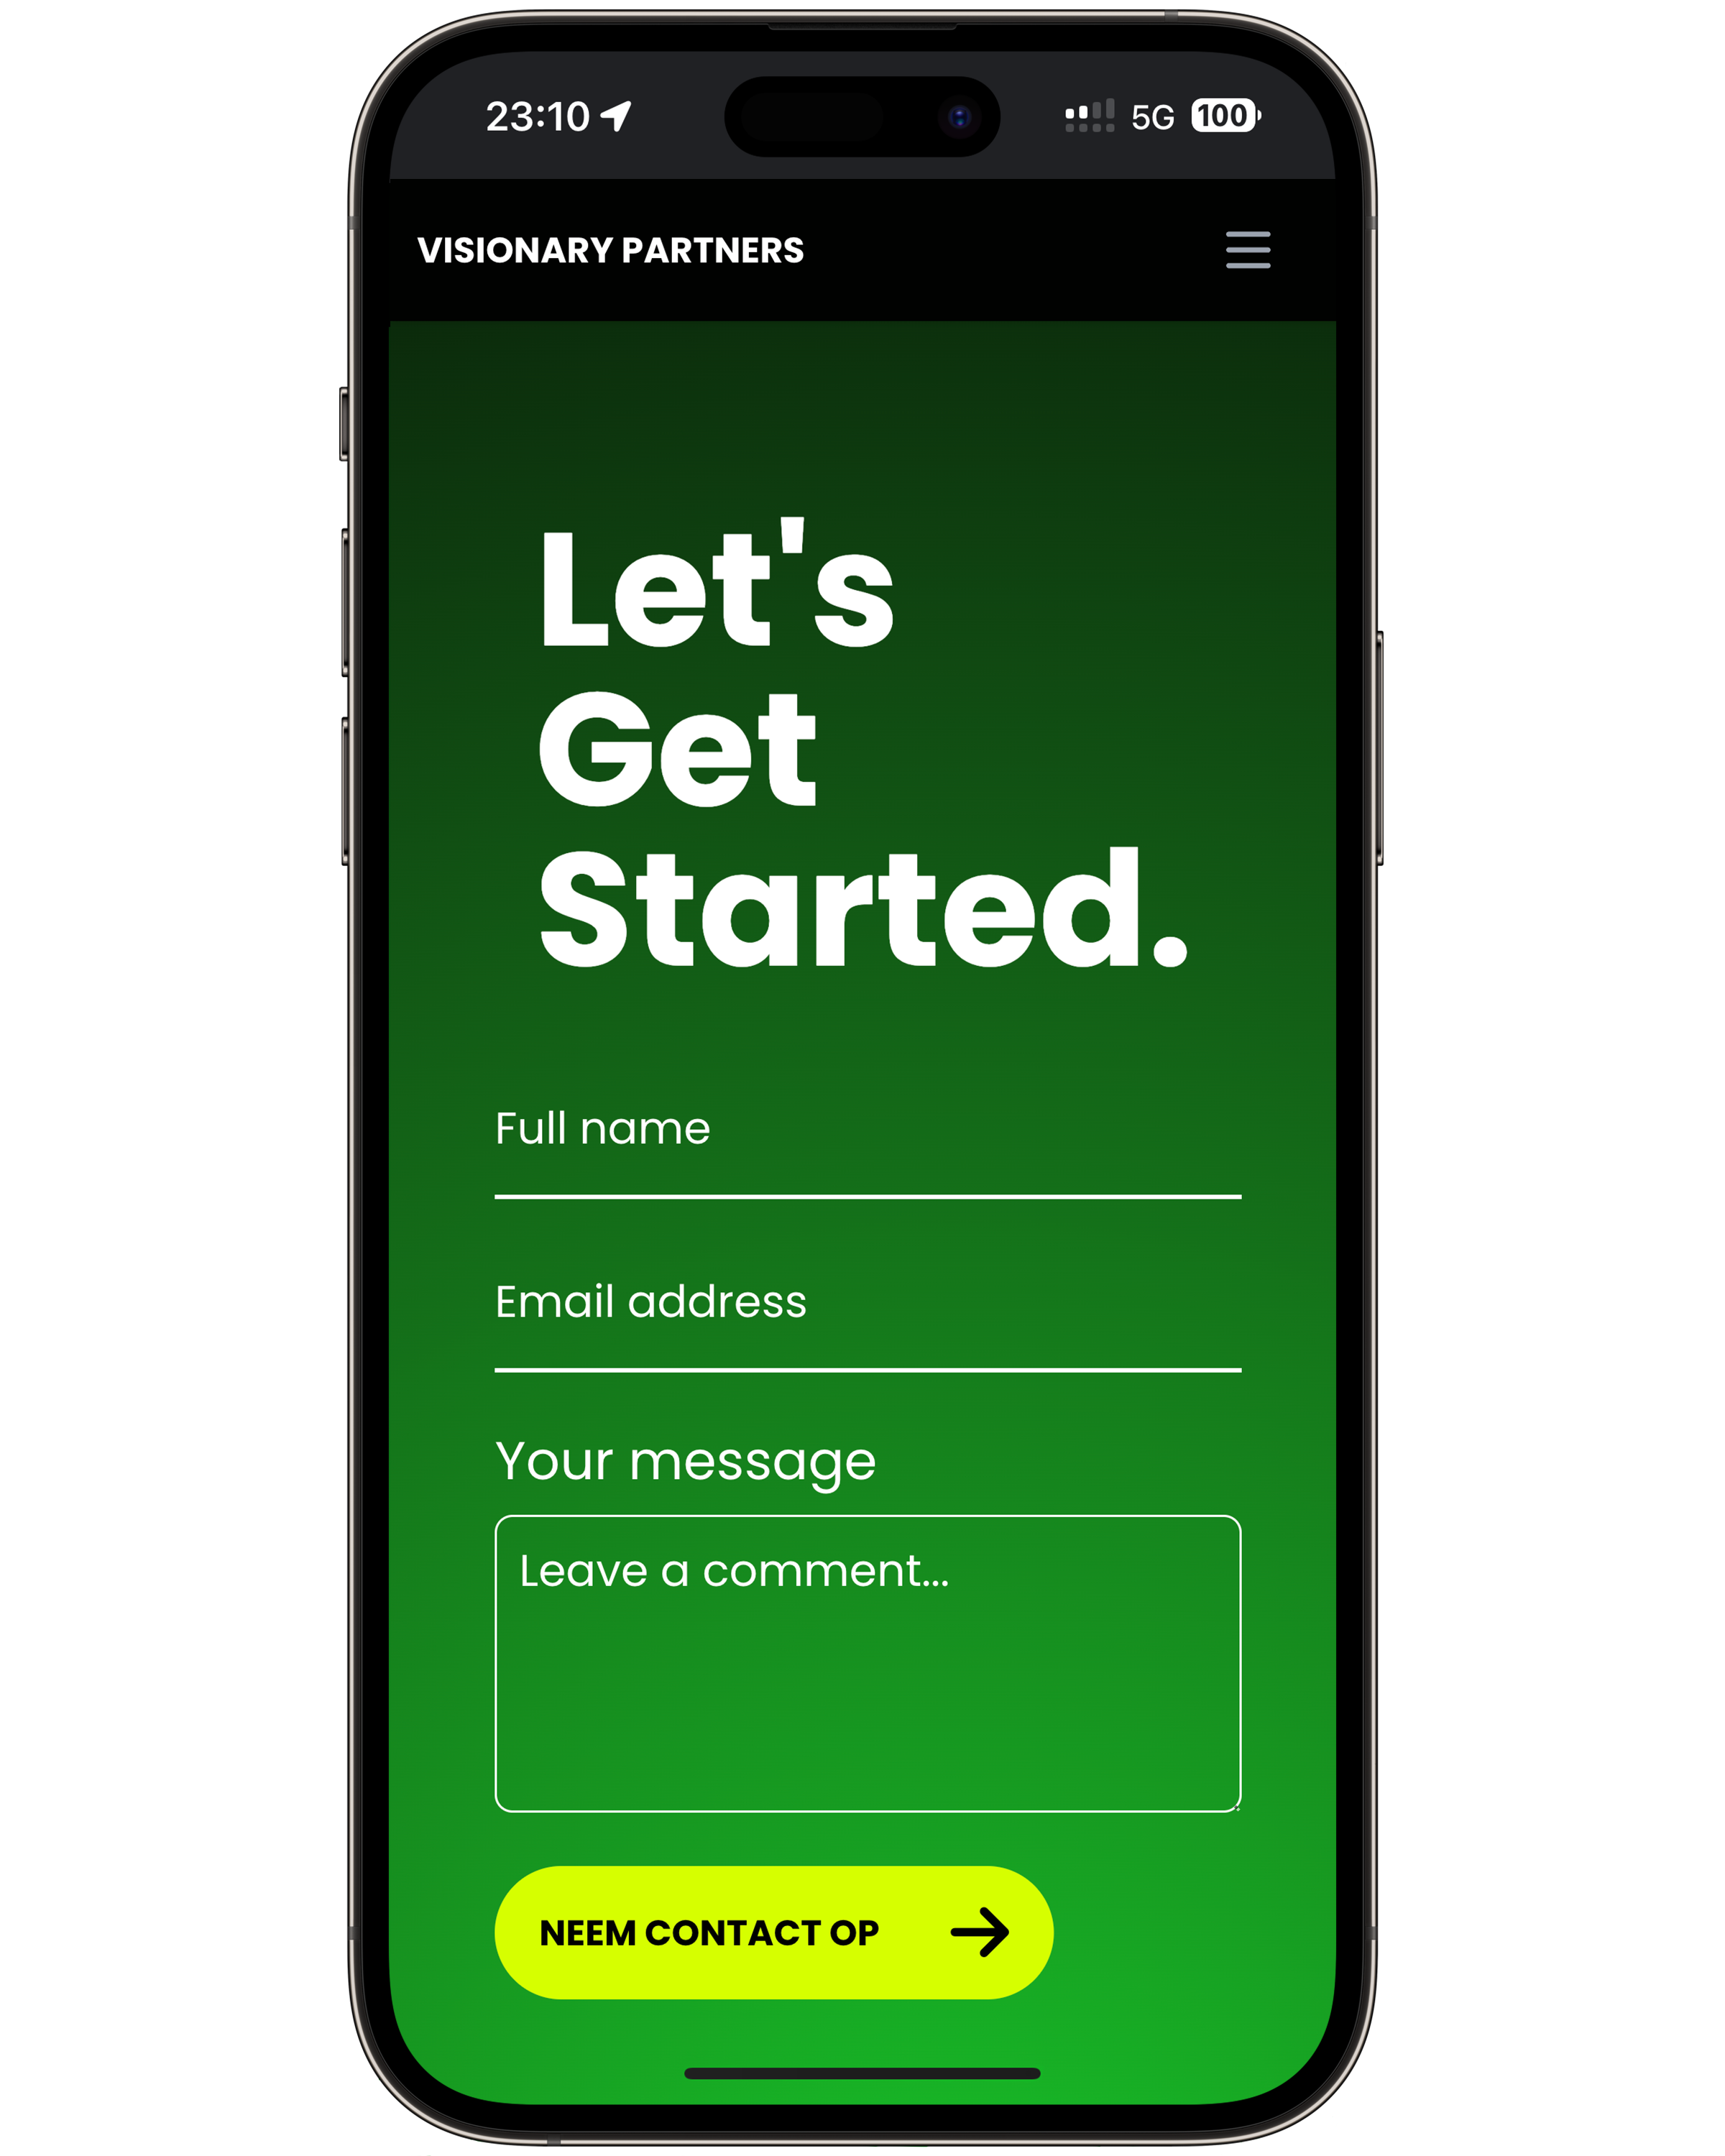 23:10 5G 100
VISIONARY PARTNERS
Let's
Get
Started.
Full name
Email address
Your message
Leave a comment...
NEEM CONTACT OP